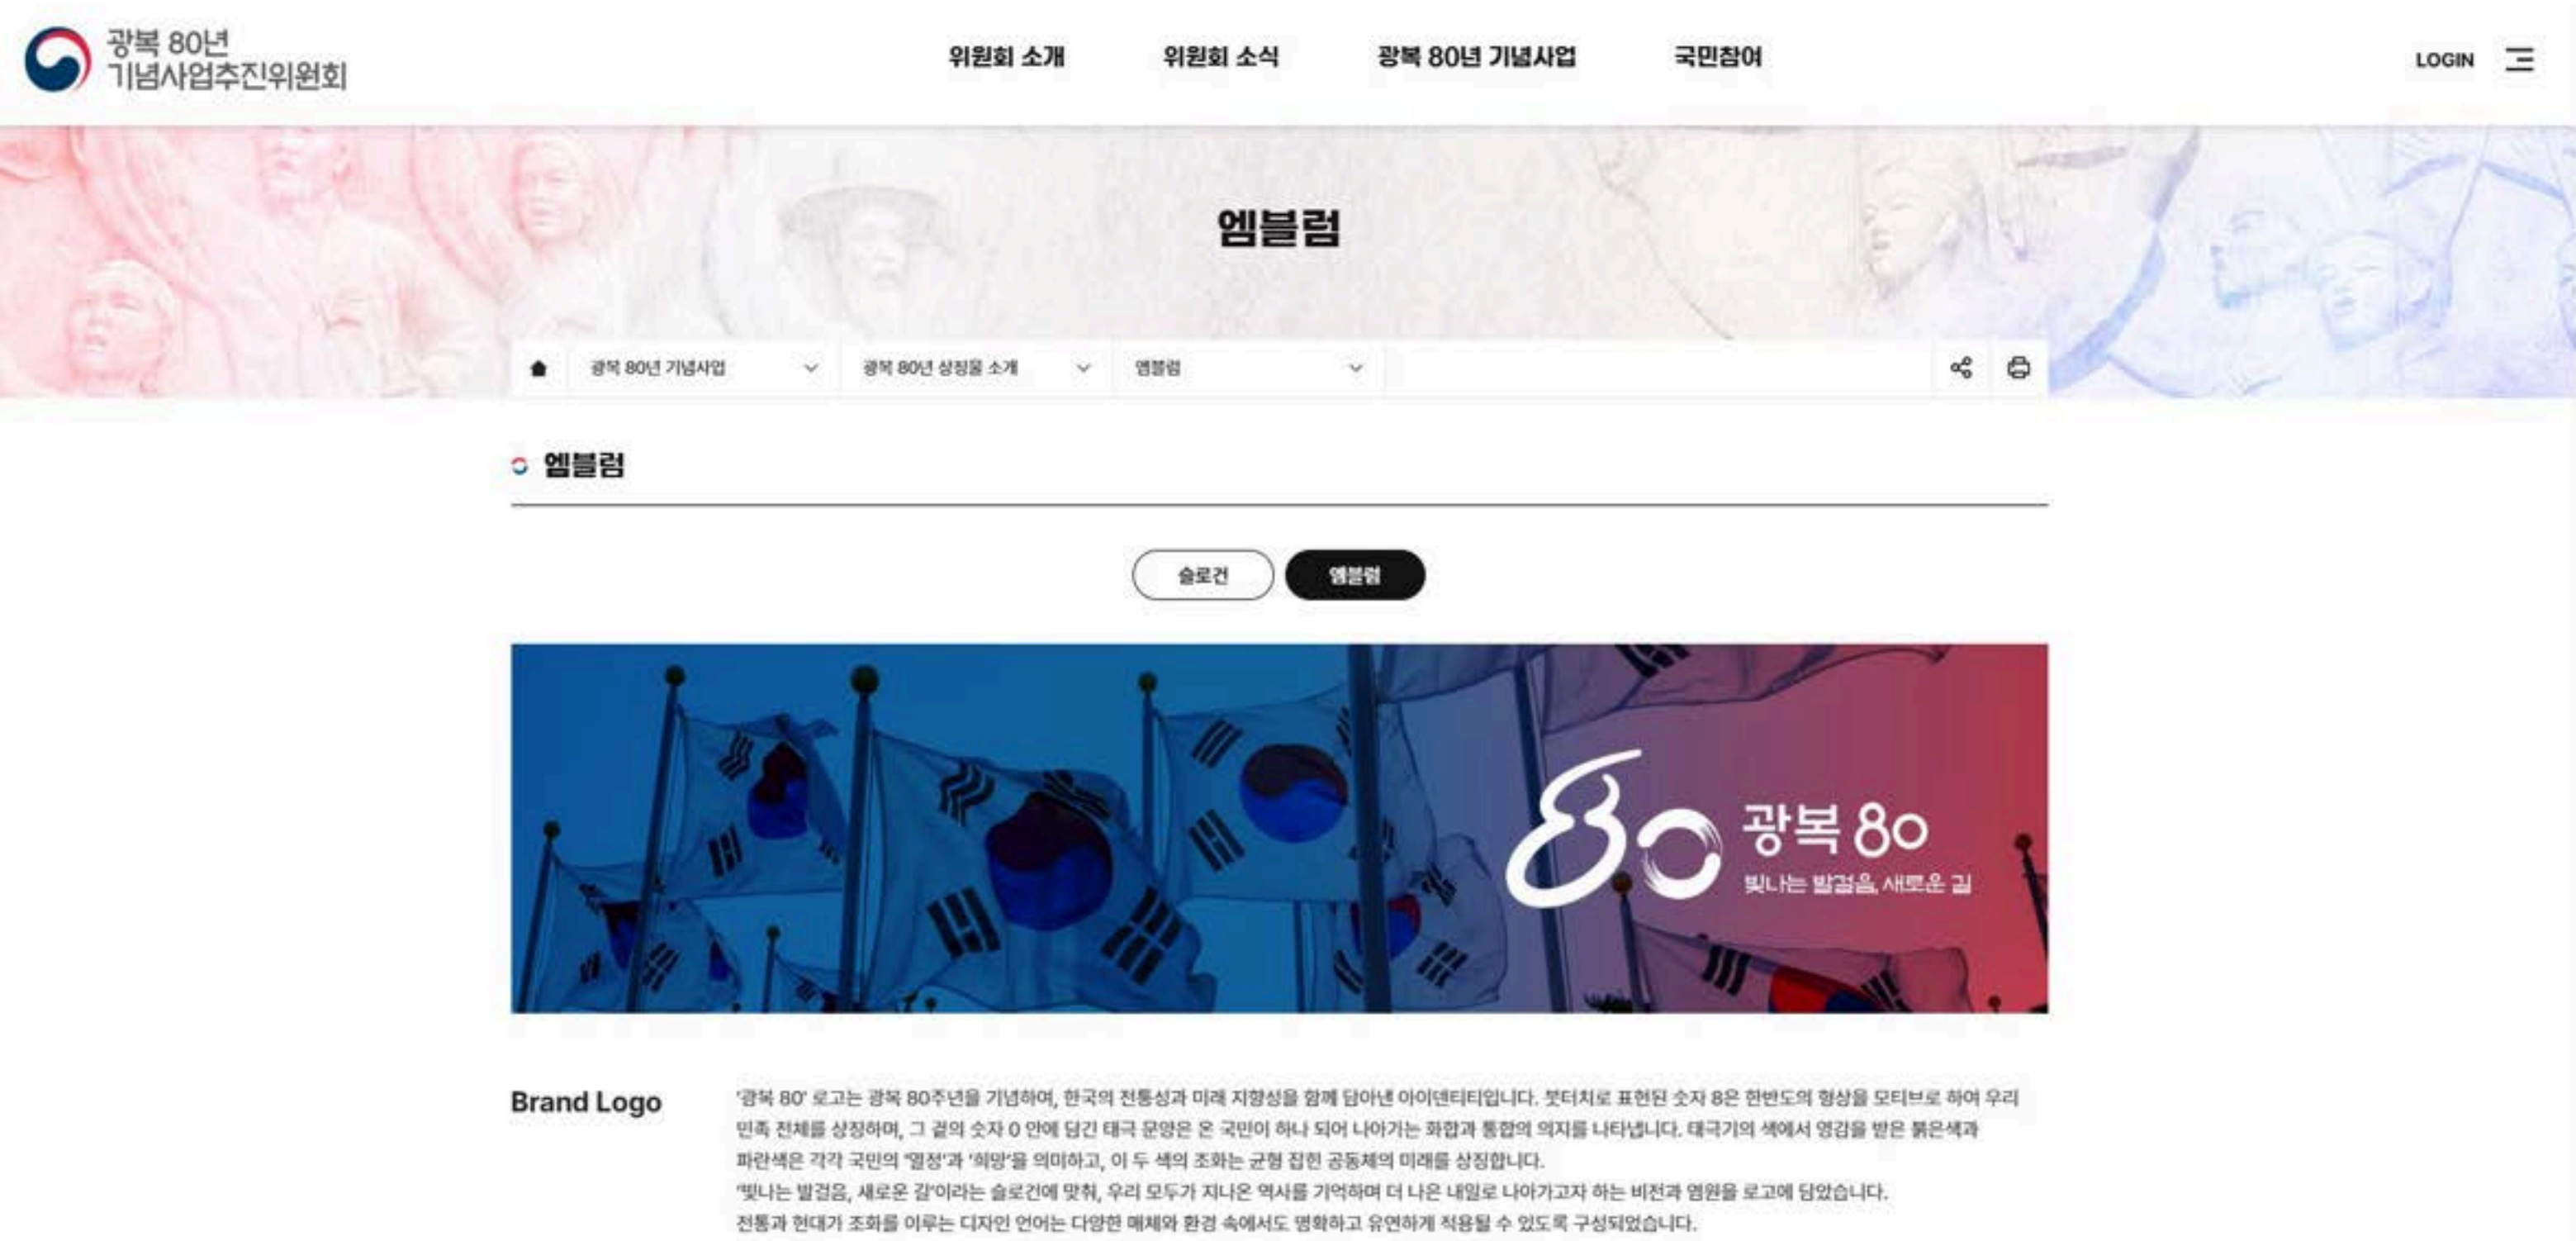 광복 80년
기념사업추진위원회
위원회 소개
위원회 소식
광복 80년 기념사업
국민참여
LOGIN
엠블럼
광복 80년 기념사업
광복 80년 상징물 소개
엠블럼
엠블럼
슬로건
엠블럼
80 광복 80
빛나는 발걸음, 새로운 길
Brand Logo
'광복 80' 로고는 광복 80주년을 기념하여, 한국의 전통성과 미래 지향성을 함께 담아낸 아이덴티티입니다. 붓터치로 표현된 숫자 8은 한반도의 형상을 모티브로 하여 우리
민족 전체를 상징하며, 그 곁의 숫자 0 안에 담긴 태극 문양은 온 국민이 하나 되어 나아가는 화합과 통합의 의지를 나타냅니다. 태극기의 색에서 영감을 받은 붉은색과
파란색은 각각 국민의 '열정'과 '희망'을 의미하고, 이 두 색의 조화는 균형 잡힌 공동체의 미래를 상징합니다.
'빛나는 발걸음, 새로운 길'이라는 슬로건에 맞춰, 우리 모두가 지나온 역사를 기억하며 더 나은 내일로 나아가고자 하는 비전과 염원을 로고에 담았습니다.
전통과 현대가 조화를 이루는 디자인 언어는 다양한 매체와 환경 속에서도 명확하고 유연하게 적용될 수 있도록 구성되었습니다.